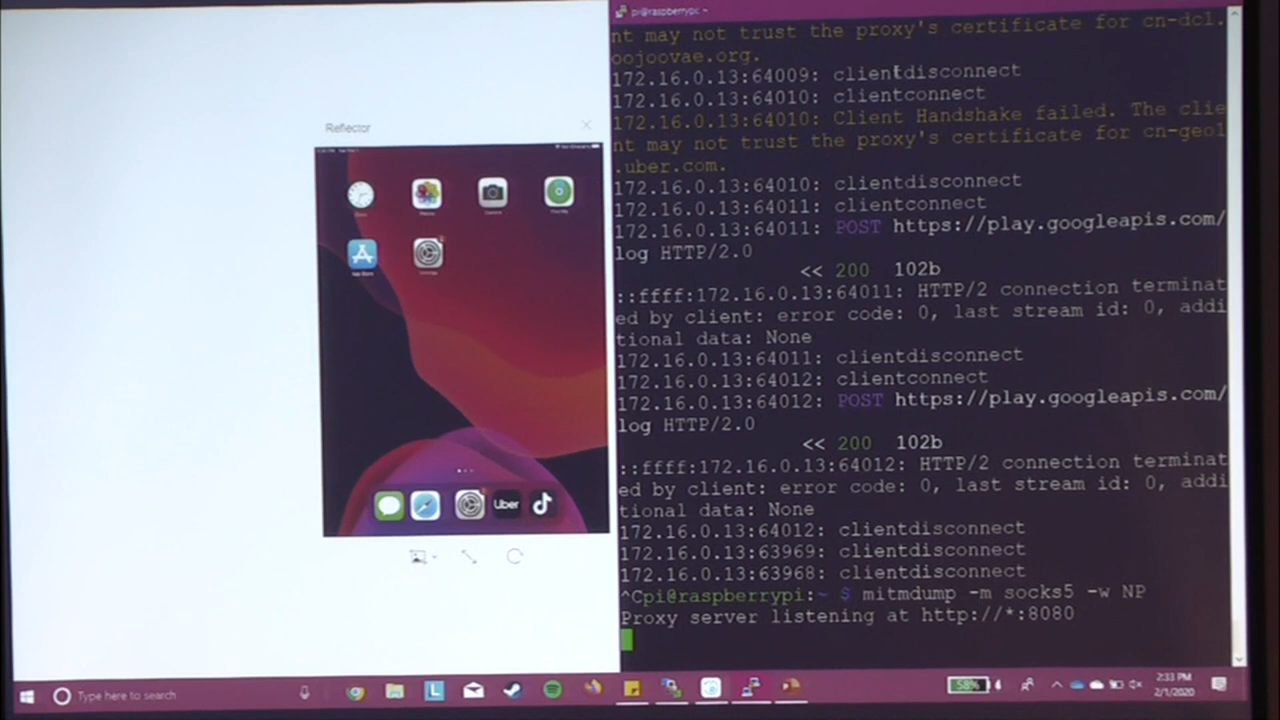 Reflector
Uber
Type here to search
pi@raspberrypi: ~
nt may not trust the proxy's certificate for cn-dc1.
oojoovae.org.
172.16.0.13:64009: clientdisconnect
172.16.0.13:64010: clientconnect
172.16.0.13:64010: Client Handshake failed. The clie
nt may not trust the proxy's certificate for cn-geo1
.uber.com.
172.16.0.13:64010: clientdisconnect
172.16.0.13:64011: clientconnect
172.16.0.13:64011: POST https://play.googleapis.com/
log HTTP/2.0
<< 200 102b
::ffff:172.16.0.13:64011: HTTP/2 connection terminat
ed by client: error code: 0, last stream id: 0, addi
tional data: None
172.16.0.13:64011: clientdisconnect
172.16.0.13:64012: clientconnect
172.16.0.13:64012: POST https://play.googleapis.com/
log HTTP/2.0
<< 200 102b
::ffff:172.16.0.13:64012: HTTP/2 connection terminat
ed by client: error code: 0, last stream id: 0, addi
tional data: None
172.16.0.13:64012: clientdisconnect
172.16.0.13:63969: clientdisconnect
172.16.0.13:63968: clientdisconnect
^Cpi@raspberrypi:~ $ mitmdump -m socks5 -w NP
Proxy server listening at http://*:8080
58%
2:33 PM
2/1/2020